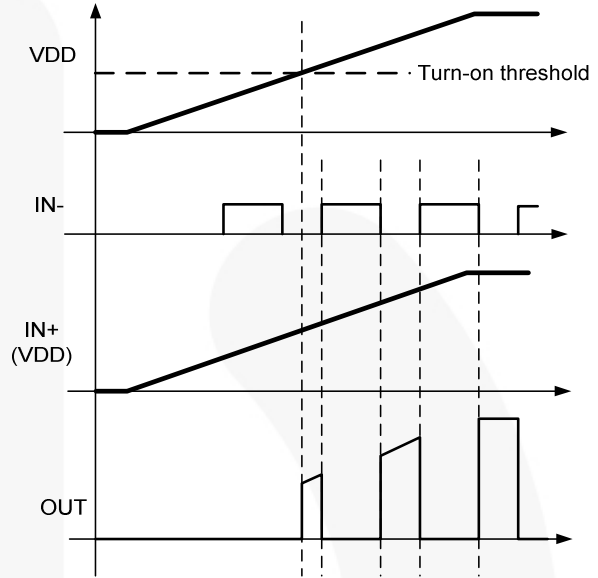 VDD
Turn-on threshold
IN-
IN+
(VDD)
OUT